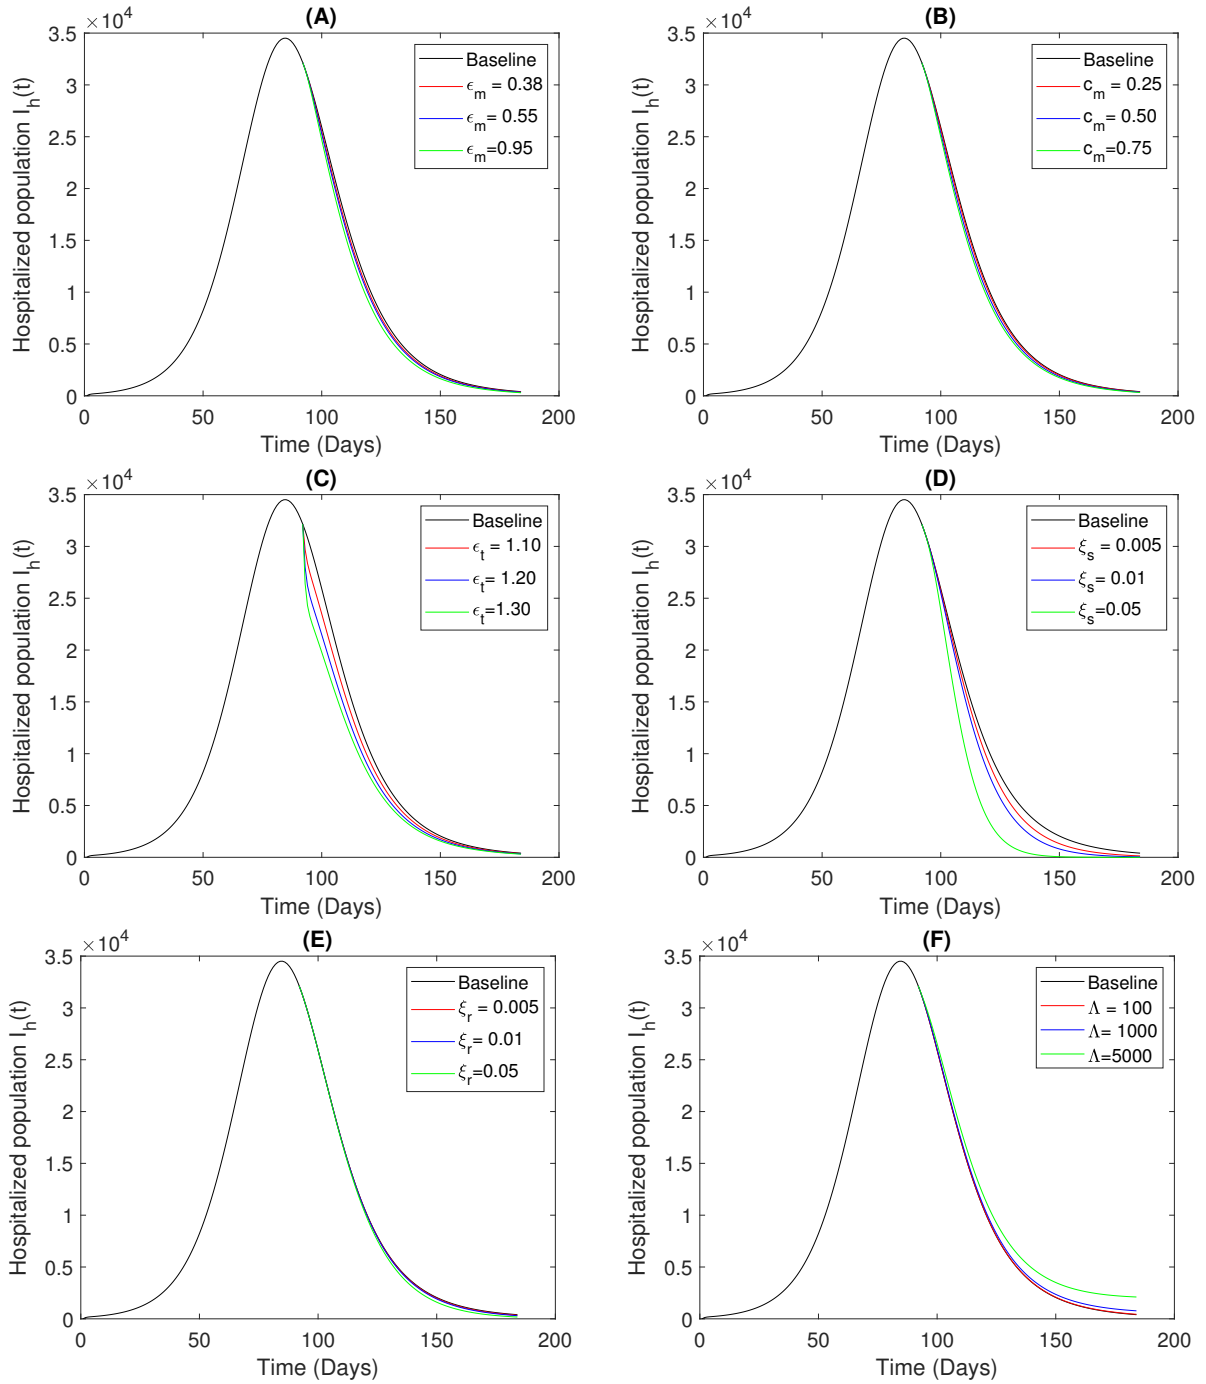 (A)
×10^4
3.5
3
2.5
2
1.5
1
0.5
0
Hospitalized population I_h(t)
Baseline
ϵ_m = 0.38
ϵ_m = 0.55
ϵ_m=0.95
0 50 100 150 200
Time (Days)
(B)
×10^4
3.5
3
2.5
2
1.5
1
0.5
0
Hospitalized population I_h(t)
Baseline
c_m = 0.25
c_m= 0.50
c_m=0.75
0 50 100 150 200
Time (Days)
(C)
×10^4
3.5
3
2.5
2
1.5
1
0.5
0
Hospitalized population I_h(t)
Baseline
ϵ_t = 1.10
ϵ_t = 1.20
ϵ_t=1.30
0 50 100 150 200
Time (Days)
(D)
×10^4
3.5
3
2.5
2
1.5
1
0.5
0
Hospitalized population I_h(t)
Baseline
ξ_s = 0.005
ξ_s = 0.01
ξ_s=0.05
0 50 100 150 200
Time (Days)
(E)
×10^4
3.5
3
2.5
2
1.5
1
0.5
0
Hospitalized population I_h(t)
Baseline
ξ_r = 0.005
ξ_r = 0.01
ξ_r=0.05
0 50 100 150 200
Time (Days)
(F)
×10^4
3.5
3
2.5
2
1.5
1
0.5
0
Hospitalized population I_h(t)
Baseline
Λ = 100
Λ= 1000
Λ=5000
0 50 100 150 200
Time (Days)